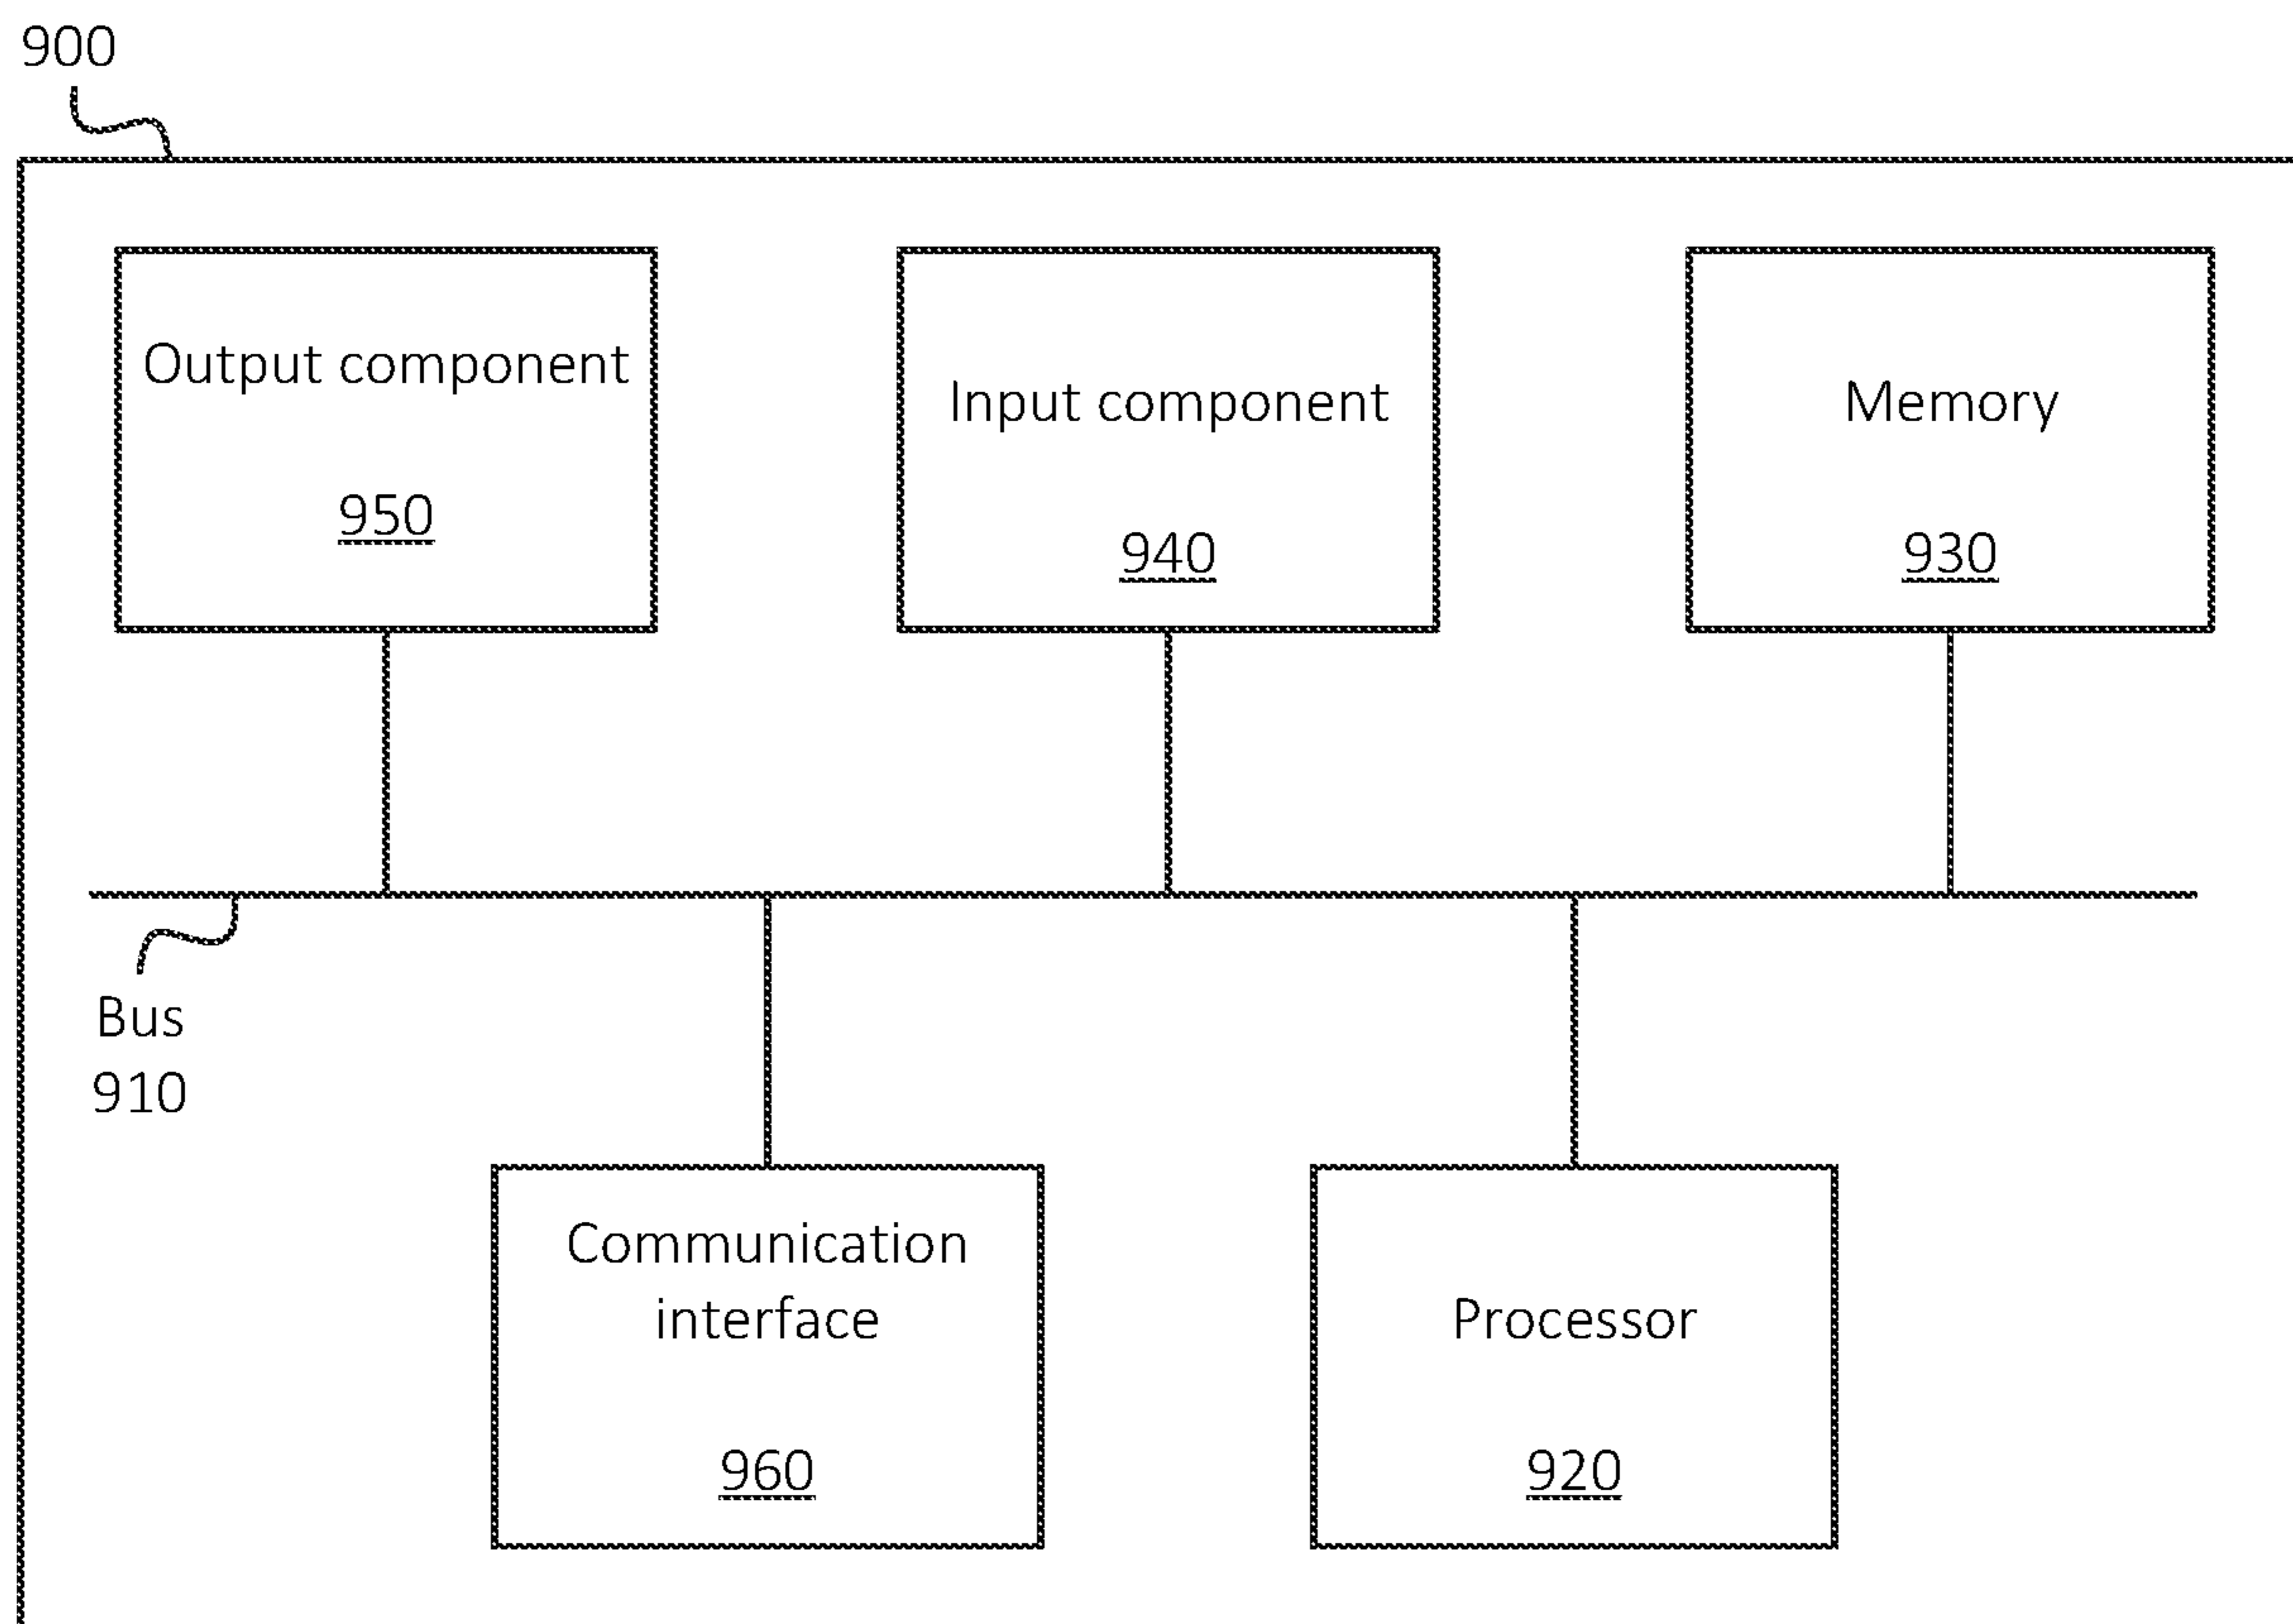 900
Output component
950
Input component
940
Memory
930
Bus
910
Communication
interface
960
Processor
920